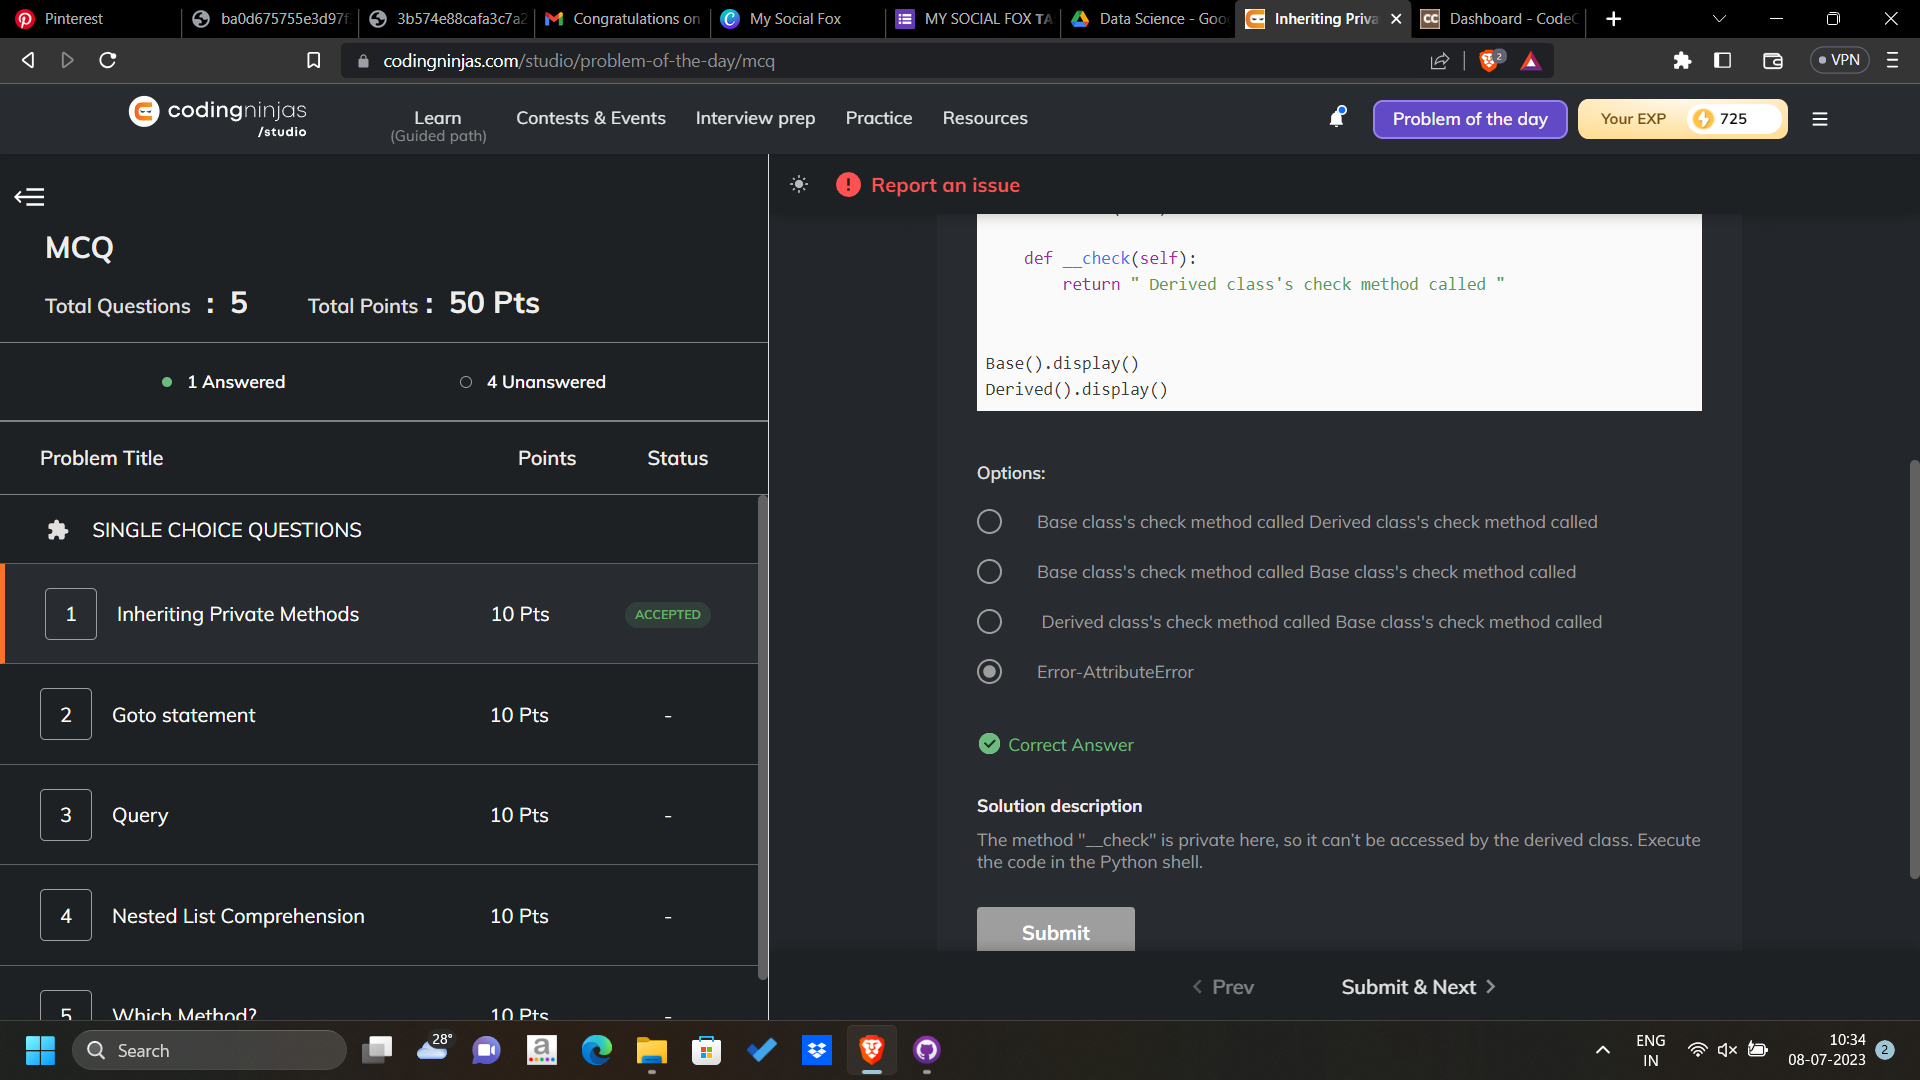 Pinterest
ba0d675755e3d97f
3b574e88cafa3c7a2
Congratulations on
My Social Fox
MY SOCIAL FOX TA
Data Science - Goo
Inheriting Priva
Dashboard - CodeC
codingninjas.com/studio/problem-of-the-day/mcq
2
VPN
codingninjas
/studio
Learn
(Guided path)
Contests & Events
Interview prep
Practice
Resources
Problem of the day
Your EXP
725
MCQ
Total Questions : 5
Total Points : 50 Pts
1 Answered
4 Unanswered
Problem Title
Points
Status
SINGLE CHOICE QUESTIONS
1 Inheriting Private Methods 10 Pts ACCEPTED
2 Goto statement 10 Pts -
3 Query 10 Pts -
4 Nested List Comprehension 10 Pts -
5 Which Method? 10 Pts -
Report an issue
def __check(self):
return " Derived class's check method called "
Base().display()
Derived().display()
Options:
Base class's check method called Derived class's check method called
Base class's check method called Base class's check method called
Derived class's check method called Base class's check method called
Error-AttributeError
Correct Answer
Solution description
The method "__check" is private here, so it can't be accessed by the derived class. Execute
the code in the Python shell.
Submit
Prev
Submit & Next
Search
28°
ENG
IN
10:34
08-07-2023
2